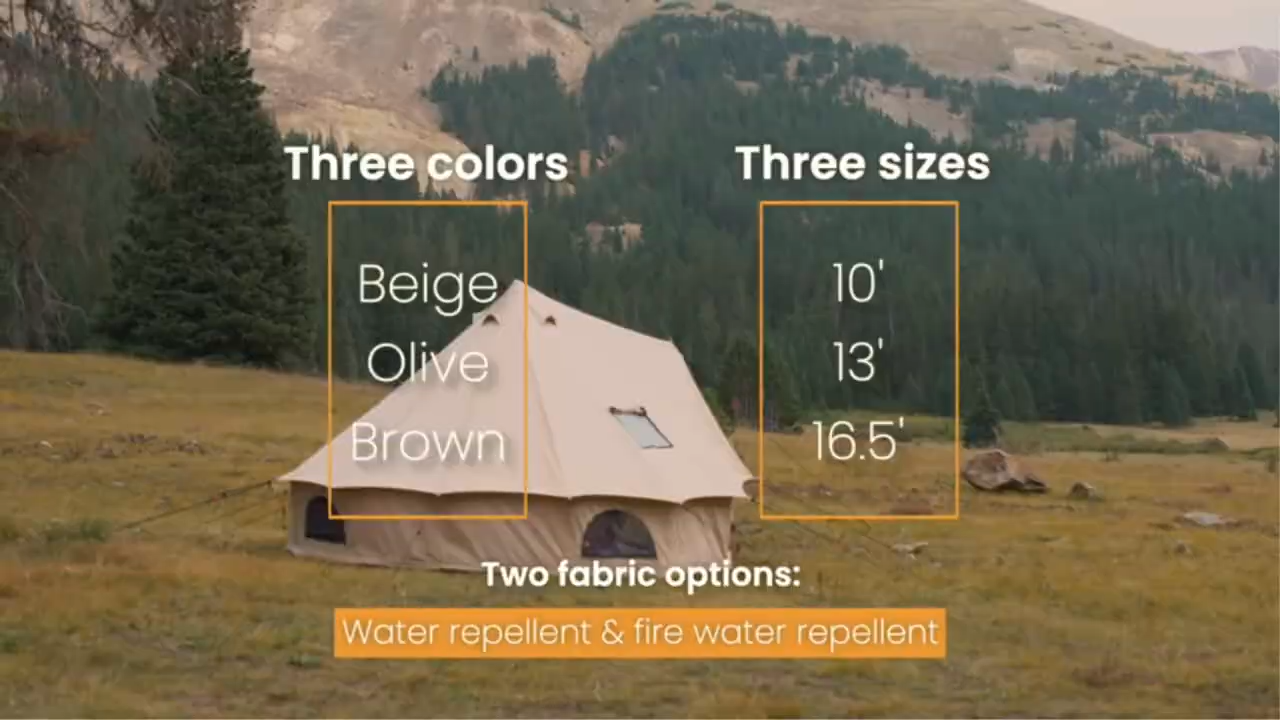 Three colors
Beige
Olive
Brown
Three sizes
10'
13'
16.5'
Two fabric options:
Water repellent & fire water repellent